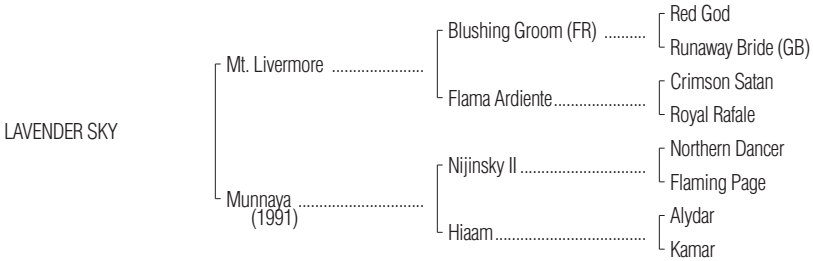 Red God
Blushing Groom (FR) ..........
Runaway Bride (GB)
Mt. Livermore ......................
Crimson Satan
Flama Ardiente......................
Royal Rafale
LAVENDER SKY
Northern Dancer
Nijinsky II ..............................
Flaming Page
Munnaya ..............................
(1991)
Alydar
Hiaam....................................
Kamar